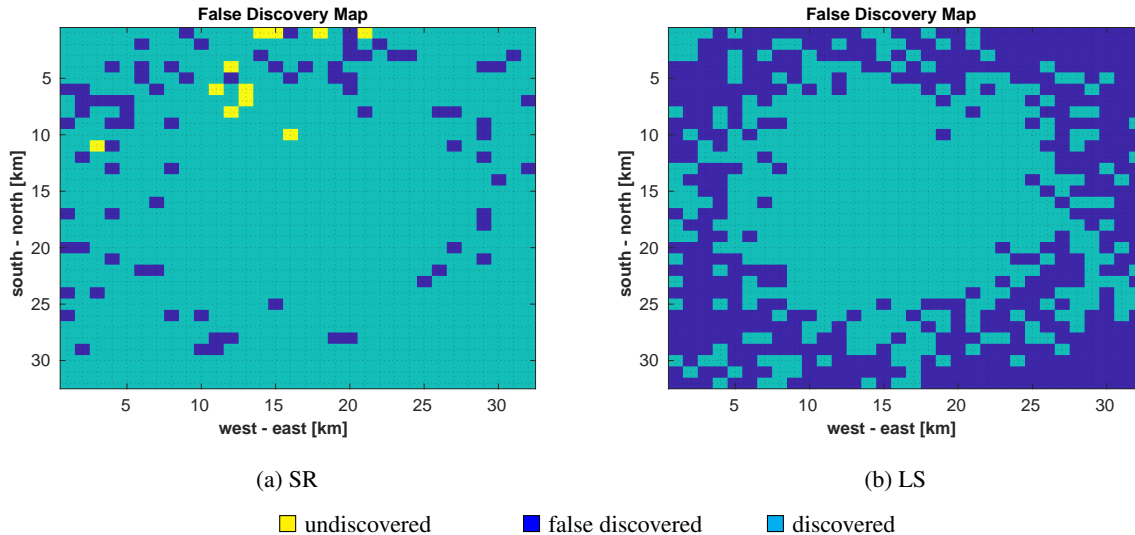 False Discovery Map
5
10
15
20
25
30
south - north [km]
5 10 15 20 25 30
west - east [km]
(a) SR
False Discovery Map
5
10
15
20
25
30
south - north [km]
5 10 15 20 25 30
west - east [km]
(b) LS
undiscovered false discovered discovered